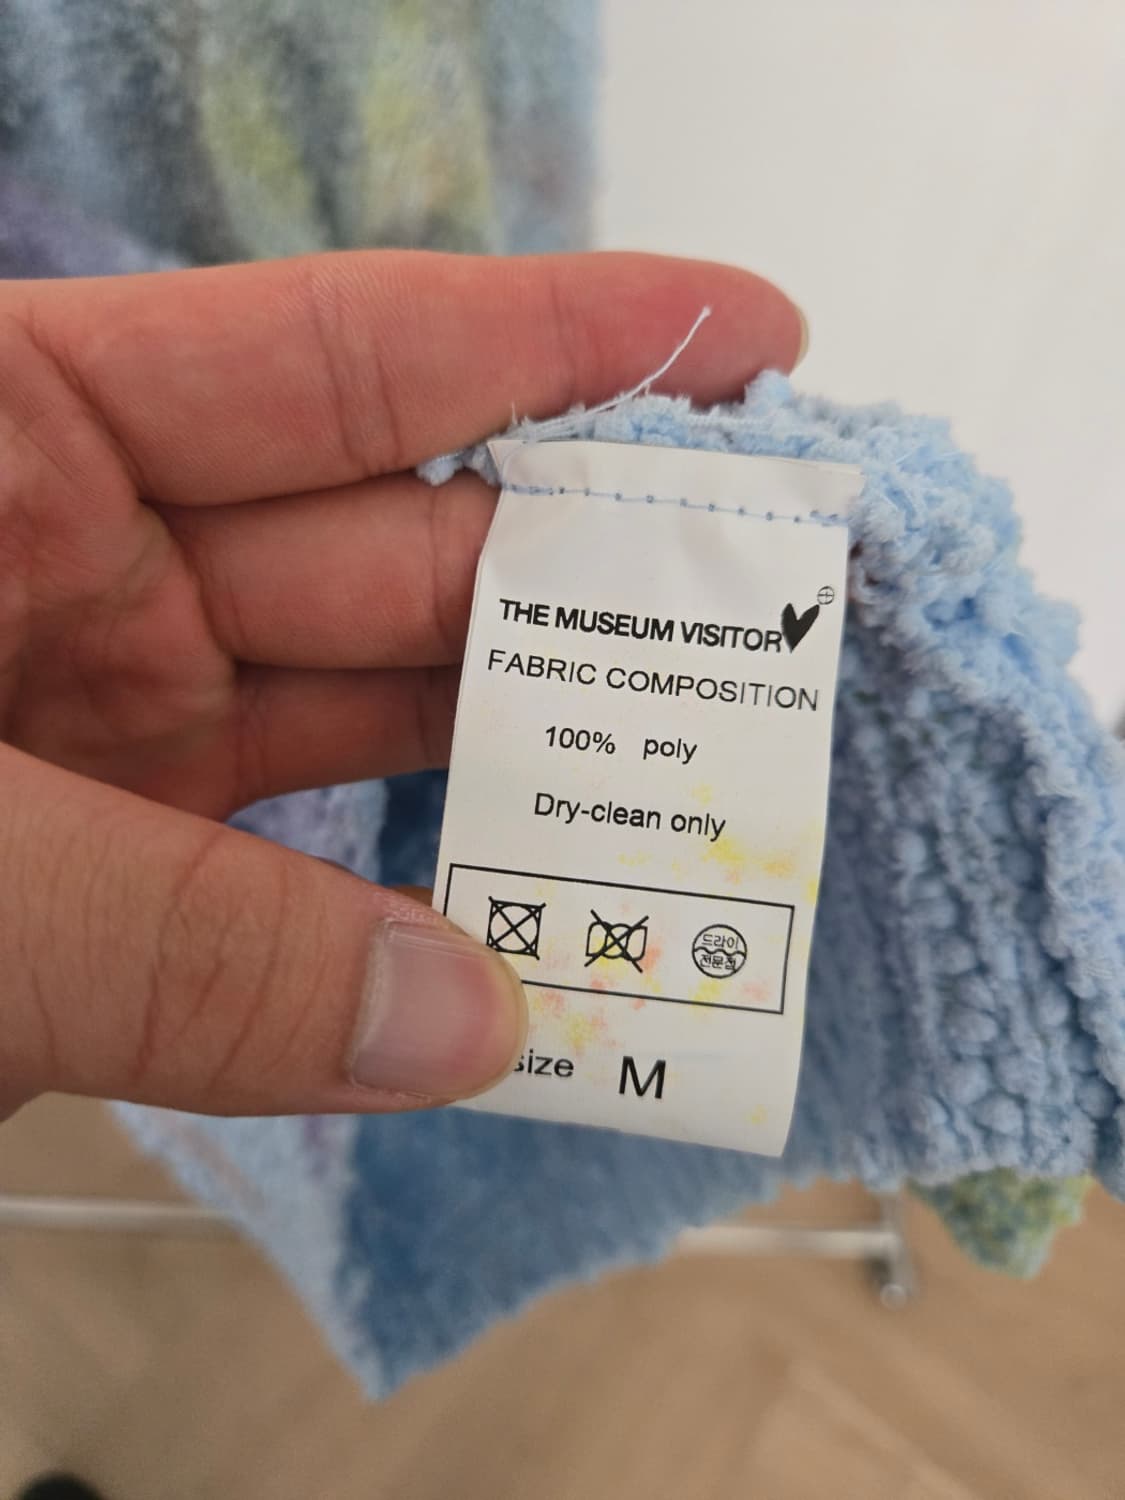 THE MUSEUM VISITOR
FABRIC COMPOSITION
100% poly
Dry-clean only
드라이
전문점
size M